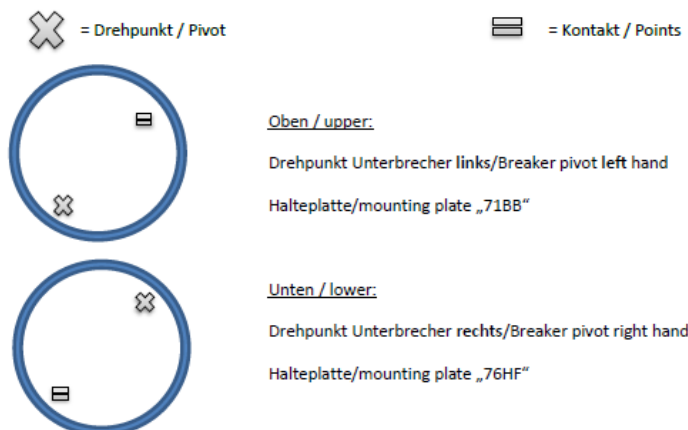 = Drehpunkt / Pivot
= Kontakt / Points
Oben / upper:
Drehpunkt Unterbrecher links/Breaker pivot left hand
Halteplatte/mounting plate „71BB“
Unten / lower:
Drehpunkt Unterbrecher rechts/Breaker pivot right hand
Halteplatte/mounting plate „76HF“